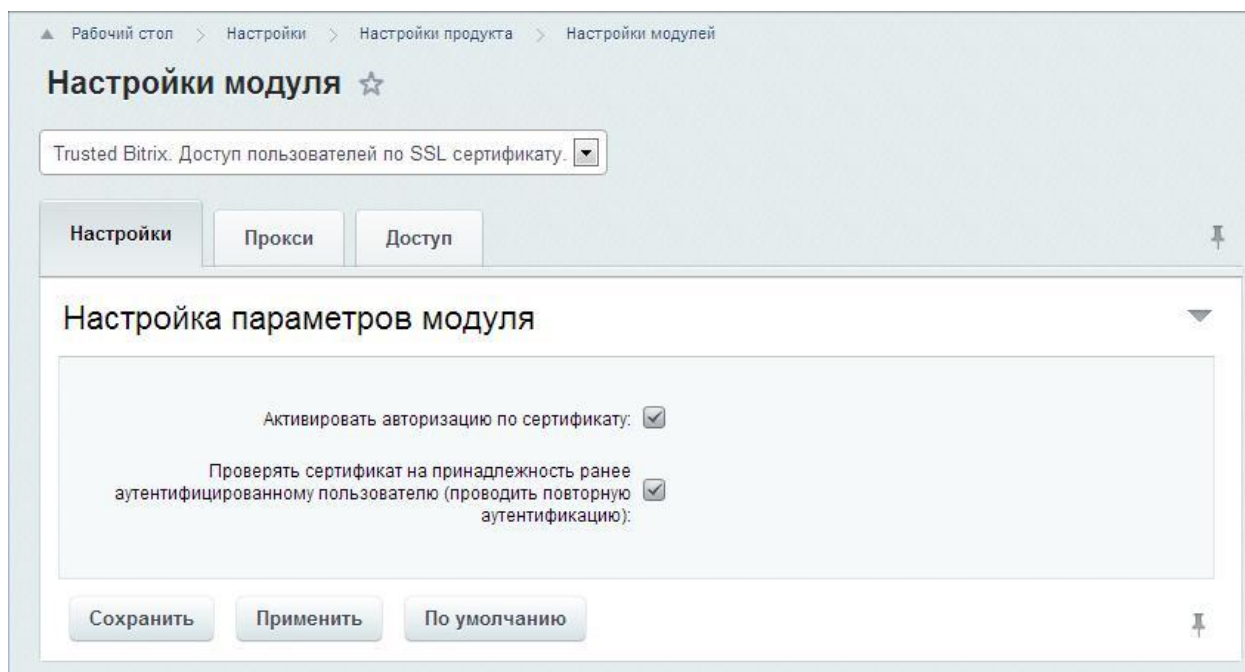 Рабочий стол > Настройки > Настройки продукта > Настройки модулей
Настройки модуля
Trusted Bitrix. Доступ пользователей по SSL сертификату.
Настройки Прокси Доступ
Настройка параметров модуля
Активировать авторизацию по сертификату:
Проверять сертификат на принадлежность ранее
аутентифицированному пользователю (проводить повторную
аутентификацию):
Сохранить Применить По умолчанию